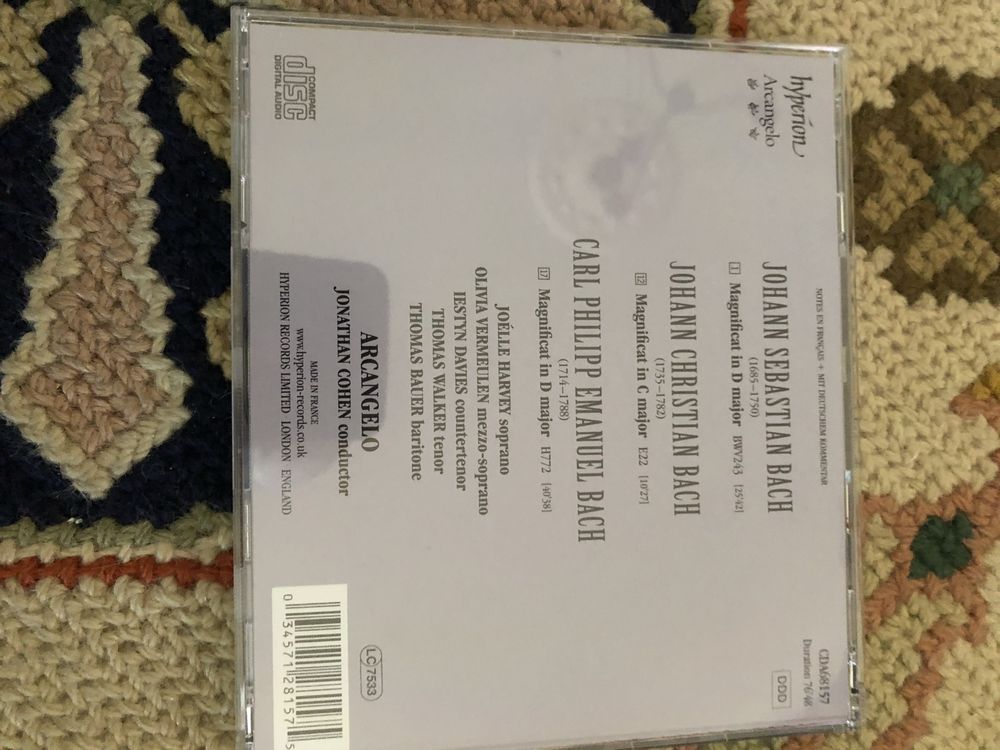 hyperion
Arcangelo
NOTES EN FRANÇAIS + MIT DEUTSCHEM KOMMENTAR
CDA68157
Duration 76'48
DDD
JOHANN SEBASTIAN BACH
(1685–1750)
1 Magnificat in D major BWV243 [25'42]
JOHANN CHRISTIAN BACH
(1735–1782)
12 Magnificat in C major E22 [10'27]
CARL PHILIPP EMANUEL BACH
(1714–1788)
17 Magnificat in D major H772 [40'38]
JOÉLLE HARVEY soprano
OLIVIA VERMEULEN mezzo-soprano
IESTYN DAVIES countertenor
THOMAS WALKER tenor
THOMAS BAUER baritone
ARCANGELO
JONATHAN COHEN conductor
MADE IN FRANCE
www.hyperion-records.co.uk
HYPERION RECORDS LIMITED LONDON ENGLAND
COMPACT
disc
DIGITAL AUDIO
LC 7533
0 34571 28157 5